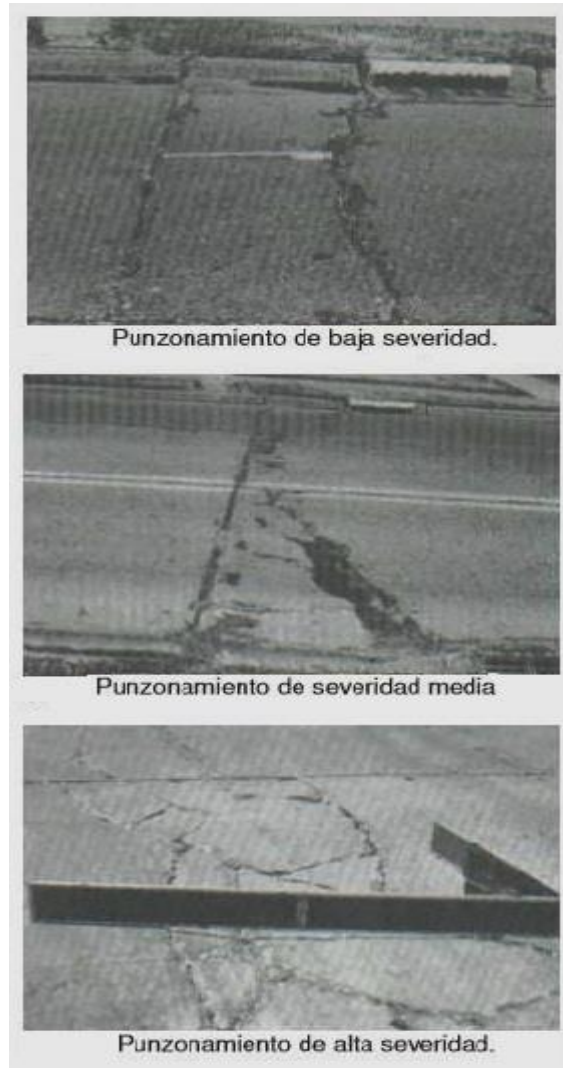 Punzonamiento de baja severidad.
Punzonamiento de severidad media
Punzonamiento de alta severidad.